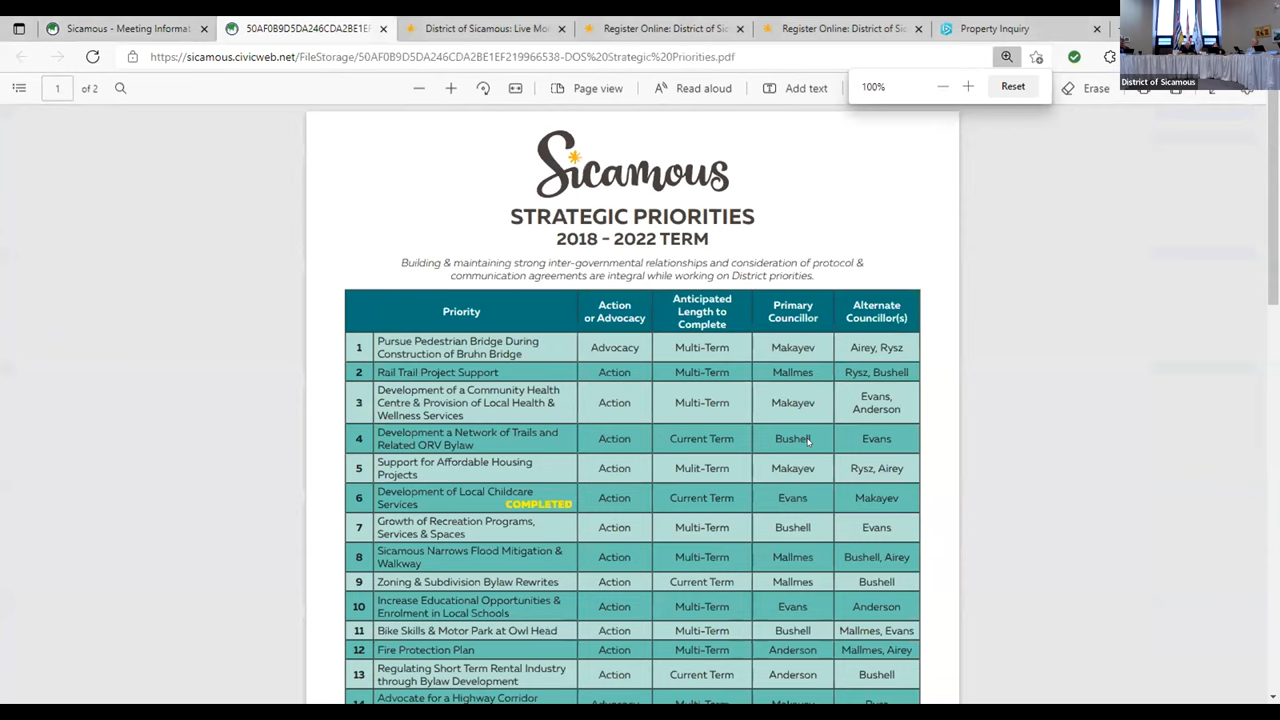 Sicamous - Meeting Informat
50AF0B9D5DA246CDA2B1E1EF
District of Sicamous: Live Mo
Register Online: District of Sic
Register Online: District of Sic
Property Inquiry
https://sicamous.civicweb.net/FileStorage/50AF0B9D5DA246CDA2BE1EF219966538-DOS%20Strategic%20Priorities.pdf
1 of 2
Page view
Read aloud
Add text
100%
Reset
Erase
District of Sicamous
Sicamous
STRATEGIC PRIORITIES
2018 - 2022 TERM
Building & maintaining strong inter-governmental relationships and consideration of protocol &
communication agreements are integral while working on District priorities.
Priority Action or Advocacy Anticipated Length to Complete Primary Councillor Alternate Councillor(s)
1 Pursue Pedestrian Bridge During Construction of Bruhn Bridge Advocacy Multi-Term Makayev Airey, Rysz
2 Rail Trail Project Support Action Multi-Term Mallmes Rysz, Bushell
3 Development of a Community Health Centre & Provision of Local Health & Wellness Services Action Multi-Term Makayev Evans, Anderson
4 Development a Network of Trails and Related ORV Bylaw Action Current Term Bushell Evans
5 Support for Affordable Housing Projects Action Mulit-Term Makayev Rysz, Airey
6 Development of Local Childcare Services COMPLETED Action Current Term Evans Makayev
7 Growth of Recreation Programs, Services & Spaces Action Multi-Term Bushell Evans
8 Sicamous Narrows Flood Mitigation & Walkway Action Multi-Term Mallmes Bushell, Airey
9 Zoning & Subdivision Bylaw Rewrites Action Current Term Mallmes Bushell
10 Increase Educational Opportunities & Enrolment in Local Schools Action Multi-Term Evans Anderson
11 Bike Skills & Motor Park at Owl Head Action Multi-Term Bushell Mallmes, Evans
12 Fire Protection Plan Action Multi-Term Anderson Mallmes, Airey
13 Regulating Short Term Rental Industry through Bylaw Development Action Current Term Anderson Bushell
14 Advocate for a Highway Corridor Advocacy Multi-Term Makayev Rysz